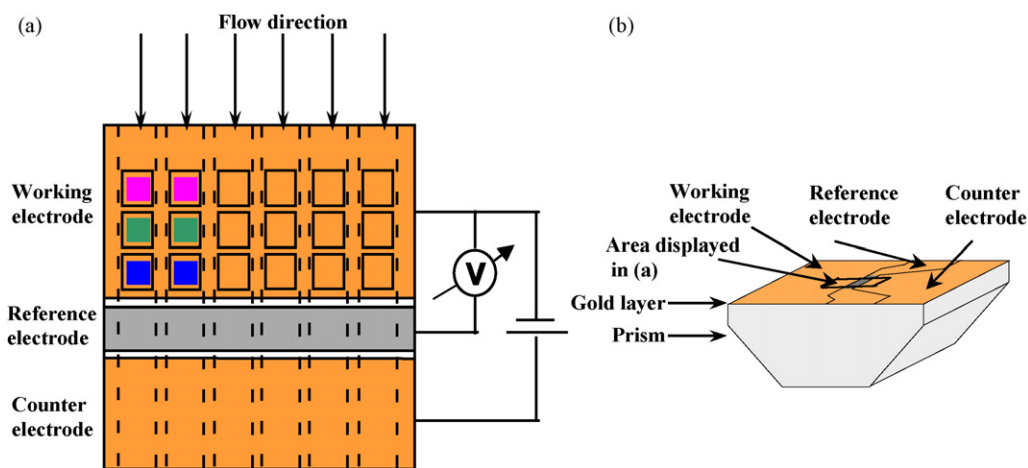 (a)
Flow direction
Working
electrode
Reference
electrode
Counter
electrode
V
(b)
Working
electrode
Reference
electrode
Counter
electrode
Area displayed
in (a)
Gold layer
Prism